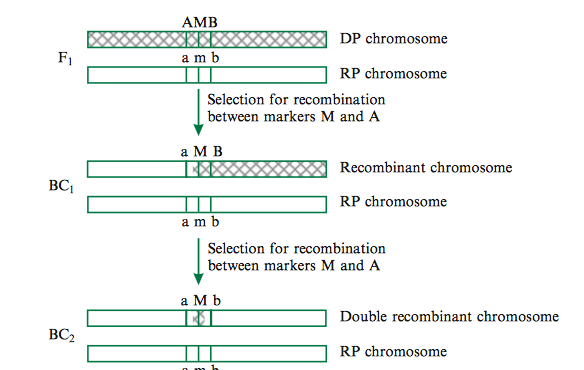 AMB
DP chromosome
F1
a m b
RP chromosome
Selection for recombination
between markers M and A
a M B
Recombinant chromosome
BC1
RP chromosome
a m b
Selection for recombination
between markers M and A
a M b
Double recombinant chromosome
BC2
RP chromosome
a m b